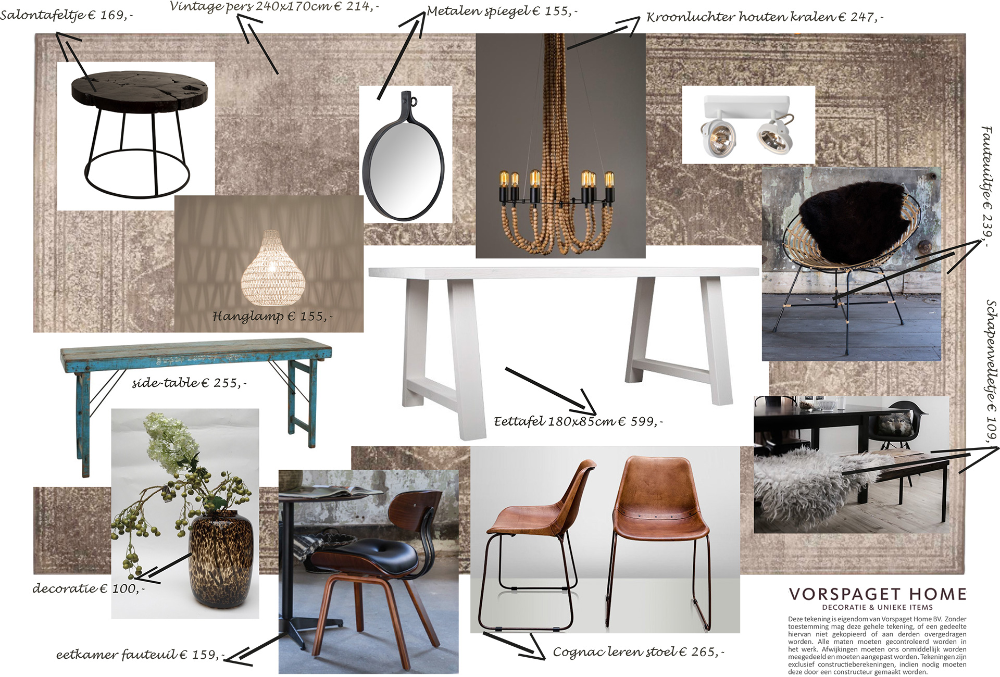 Salontafeltje € 169,-
Vintage pers 240x170cm € 214,-
Metalen spiegel € 155,-
Kroonluchter houten kralen € 247,-
Fauteuiltje € 239,-
Hanglamp € 155,-
Schapenvelletje € 109,-
side-table € 255,-
Eettafel 180x85cm € 599,-
decoratie € 100,-
eetkamer fauteuil € 159,-
Cognac leren stoel € 265,-
VORSPAGET HOME
DECORATIE & UNIEKE ITEMS
Deze tekening is eigendom van Vorspaget Home BV. Zonder
toestemming mag deze gehele tekening, of een gedeelte
hiervan niet gekopieerd of aan derden overgedragen
worden. Alle maten moeten gecontroleerd worden in
het werk. Afwijkingen moeten ons onmiddellijk worden
meegedeeld en moeten aangepast worden. Tekeningen zijn
exclusief constructieberekeningen, indien nodig moeten
deze door een constructeur gemaakt worden.